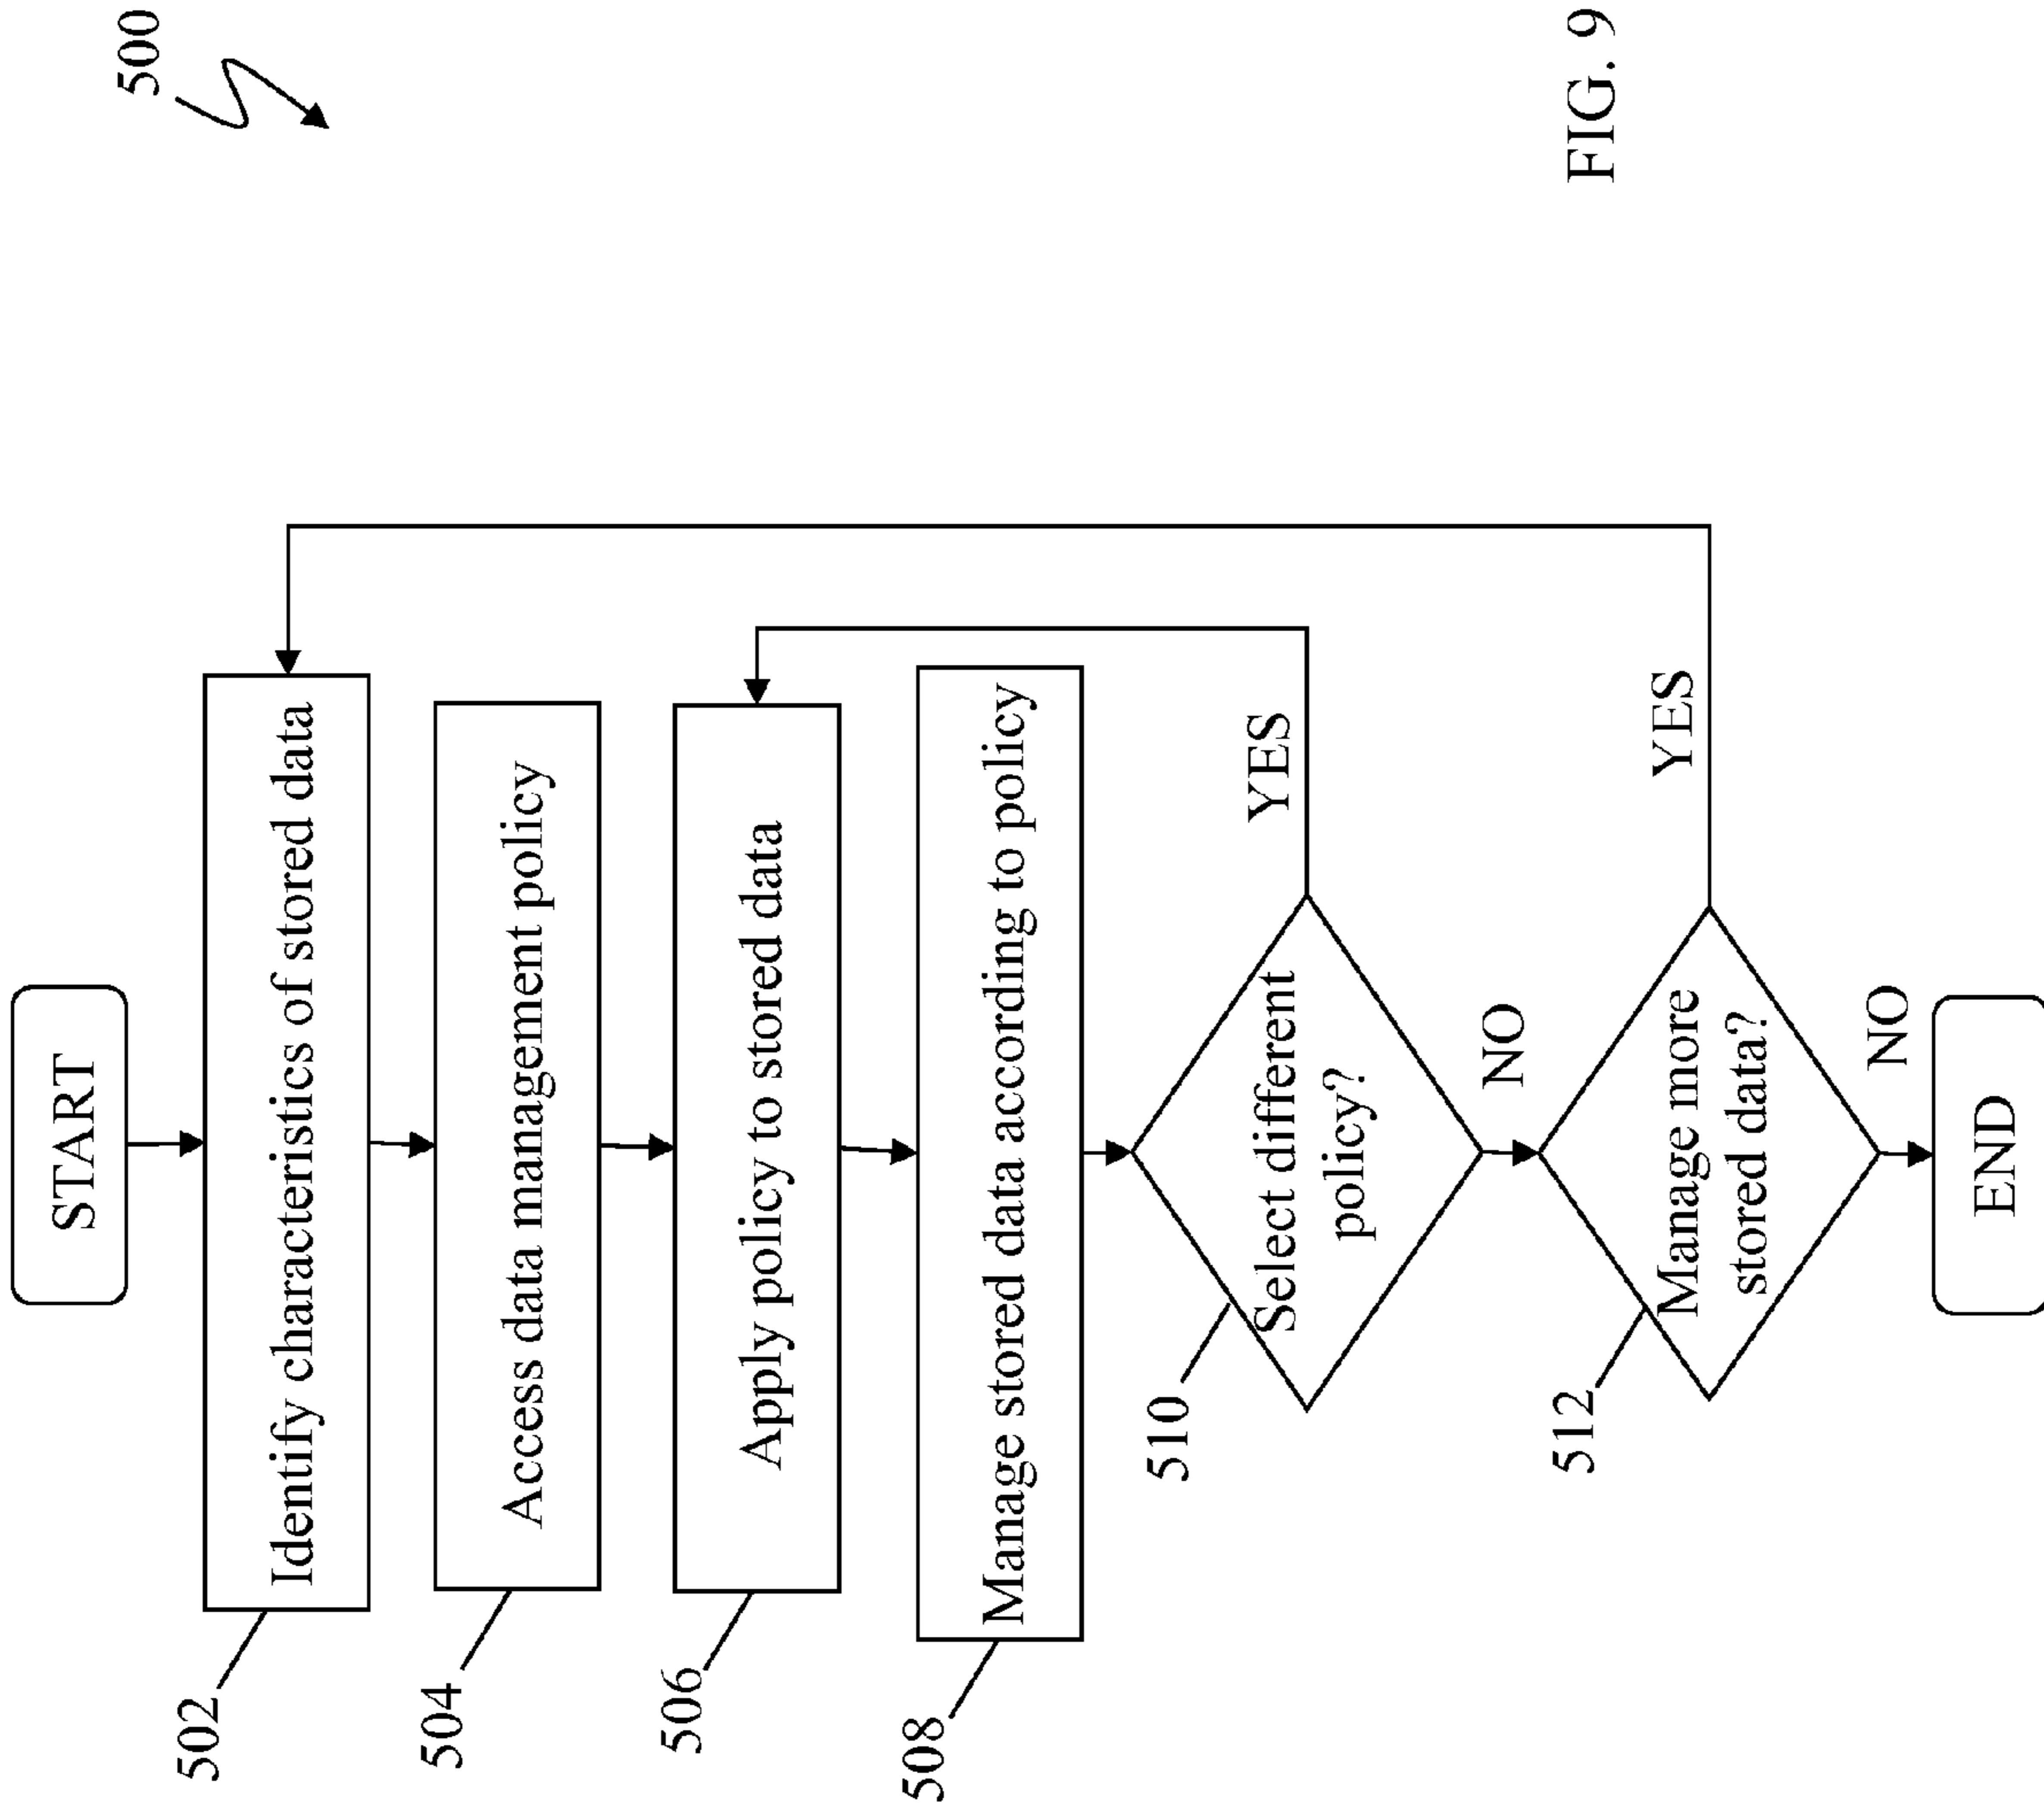 500
START
502
Identify characteristics of stored data
504
Access data management policy
506
Apply policy to stored data
508
Manage stored data according to policy
510
Select different
policy?
YES
NO
512
Manage more
stored data?
YES
NO
END
FIG. 9